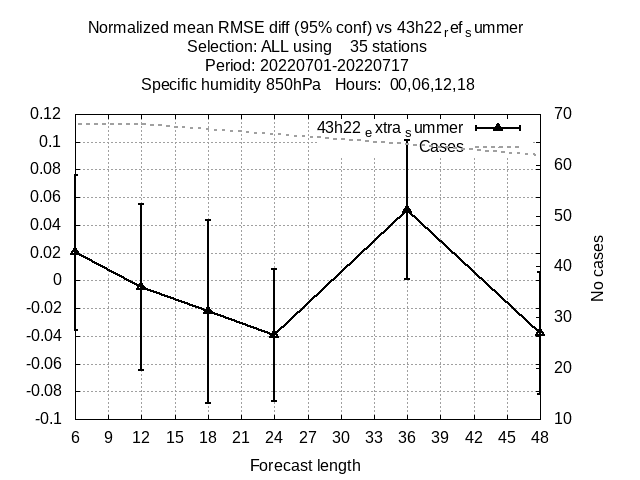 Normalized mean RMSE diff (95% conf) vs 43h22refsummer
Selection: ALL using 35 stations
Period: 20220701-20220717
Specific humidity 850hPa Hours: 00,06,12,18
0.12 70
43h22extrasummer
0.1
Cases
0.08 60
0.06
0.04 50
0.02
0 40
No cases
-0.02 30
-0.04
-0.06 20
-0.08
-0.1 10
6 9 12 15 18 21 24 27 30 33 36 39 42 45 48
Forecast length